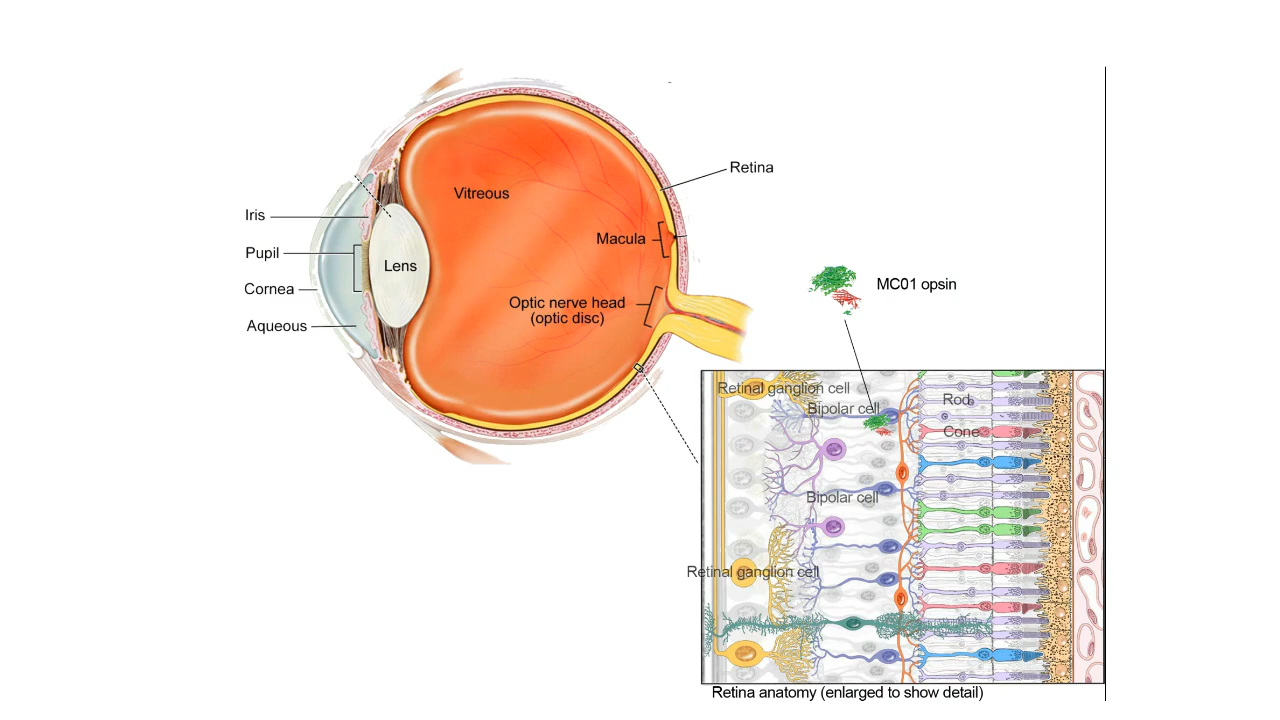 Retina
Vitreous
Iris
Macula
Pupil
Lens
Cornea
MC01 opsin
Optic nerve head
(optic disc)
Aqueous
Retinal ganglion cell
Bipolar cell
Rod
Cone
Bipolar cell
Retinal ganglion cell
Retina anatomy (enlarged to show detail)